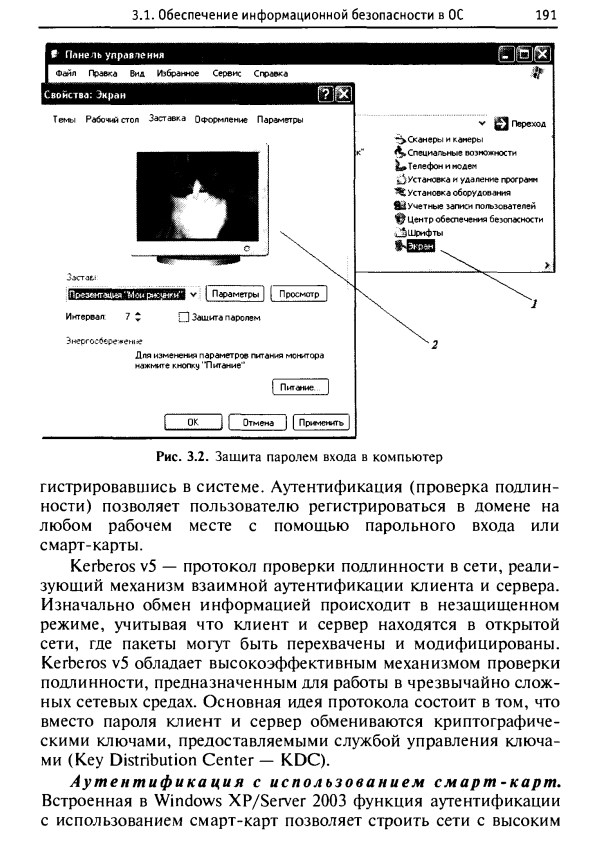 3.1. Обеспечение информационной безопасности в ОС 191
Панель управления
Файл Правка Вид Избранное Сервис Справка
Свойства: Экран
Темы Рабочий стол Заставка Оформление Параметры
Переход
Сканеры и камеры
Специальные возможности
Телефон и модем
Установка и удаление программ
Установка оборудования
Учетные записи пользователей
Центр обеспечения безопасности
Шрифты
Экран
Застав
Презентация "Мои рисунки" Параметры Просмотр
Интервал: 7 Защита паролем
Энергосбережение
Для изменения параметров питания монитора
нажмите кнопку "Питание"
Питание...
ОК Отмена Применить
1
2
Рис. 3.2. Защита паролем входа в компьютер
гистрировавшись в системе. Аутентификация (проверка подлин-
ности) позволяет пользователю регистрироваться в домене на
любом рабочем месте с помощью парольного входа или
смарт-карты.
Kerberos v5 — протокол проверки подлинности в сети, реали-
зующий механизм взаимной аутентификации клиента и сервера.
Изначально обмен информацией происходит в незащищенном
режиме, учитывая что клиент и сервер находятся в открытой
сети, где пакеты могут быть перехвачены и модифицированы.
Kerberos v5 обладает высокоэффективным механизмом проверки
подлинности, предназначенным для работы в чрезвычайно слож-
ных сетевых средах. Основная идея протокола состоит в том, что
вместо пароля клиент и сервер обмениваются криптографиче-
скими ключами, предоставляемыми службой управления ключа-
ми (Key Distribution Center — KDC).
Аутентификация с использованием смарт-карт.
Встроенная в Windows XP/Server 2003 функция аутентификации
с использованием смарт-карт позволяет строить сети с высоким